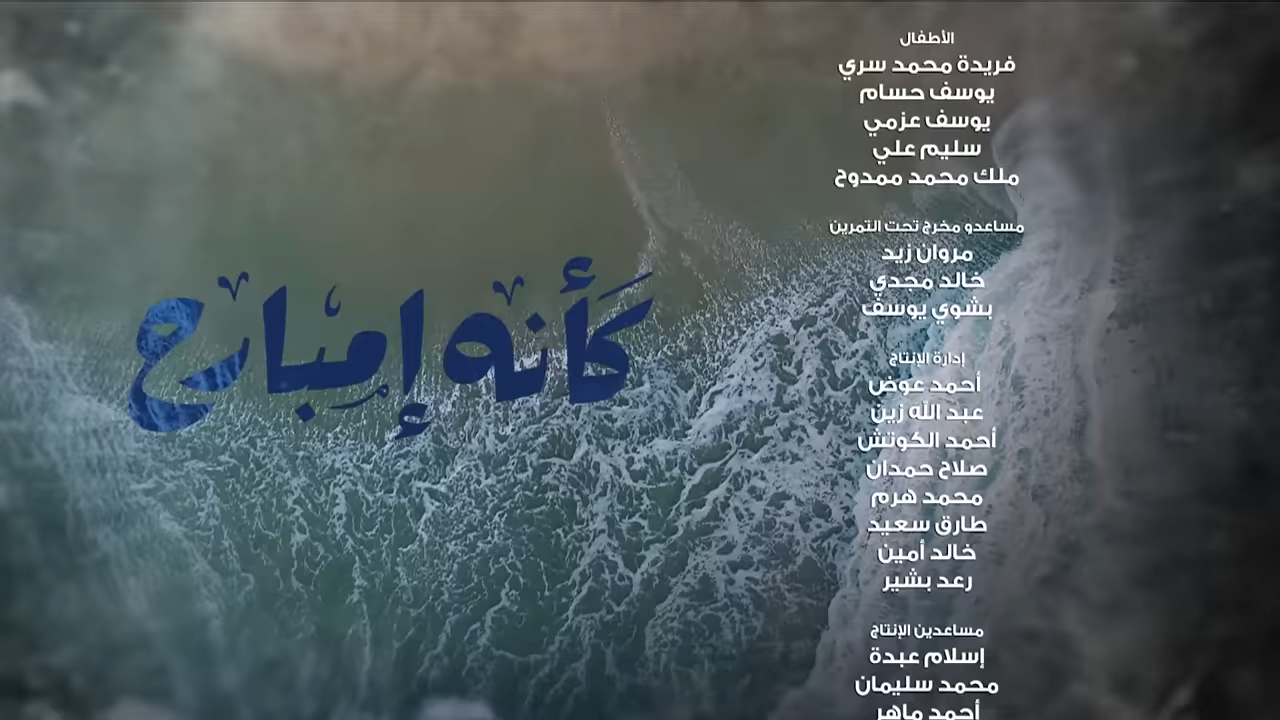 كأنه إمبارح
الأطفال
فريدة محمد سري
يوسف حسام
يوسف عزمي
سليم علي
ملك محمد ممدوح
مساعدو مخرج تحت التمرين
مروان زيد
خالد مجدي
بشوي يوسف
إدارة الإنتاج
أحمد عوض
عبد الله زين
أحمد الكوتش
صلاح حمدان
محمد هرم
طارق سعيد
خالد أمين
رعد بشير
مساعدين الإنتاج
إسلام عبدة
محمد سليمان
أحمد ماهر